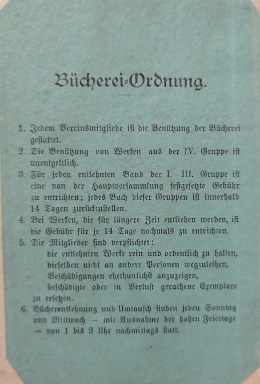 Bücherei-Ordnung.
1. Jedem Vereinsmitgliede ist die Benützung der Bücherei
gestattet.
2. Die Benützung von Werken aus der IV. Gruppe ist
unentgeltlich.
3 Für jeden entlehnten Band der I. III. Gruppe ist
eine von der Hauptversammlung festgesetzte Gebühr
zu entrichten; jedes Buch dieser Gruppen ist innerhalb
14 Tagen zurückzustellen.
4. Bei Werken, die für längere Zeit entliehen werden, ist
die Gebühr für je 14 Tage nochmals zu entrichten.
5. Die Mitglieder sind verpflichtet:
die entlehnten Werke rein und ordentlich zu halten,
dieselben nicht an andere Personen wegzuleihen,
Beschädigungen ehethunlichst anzuzeigen,
beschädigte oder in Verlust gerathene Exemplare
zu ersetzen.
6. Bücherentlehnung und Umtausch finden jeden Sonntag
und Mittwoch — mit Ausnahme der hohen Feiertage
— von 1 bis 2 Uhr nachmittags statt.